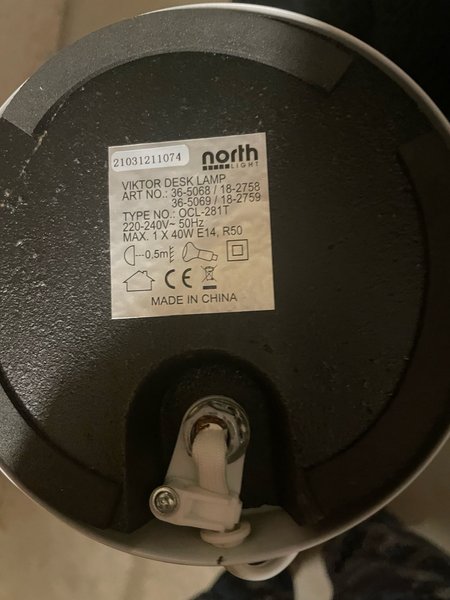 21031211074
north
LIGHT
VIKTOR DESK LAMP
ART NO.: 36-5068 / 18-2758
36-5069 / 18-2759
TYPE NO.: OCL-281T
220-240V~ 50Hz
MAX. 1 X 40W E14, R50
0.5m
CE
MADE IN CHINA